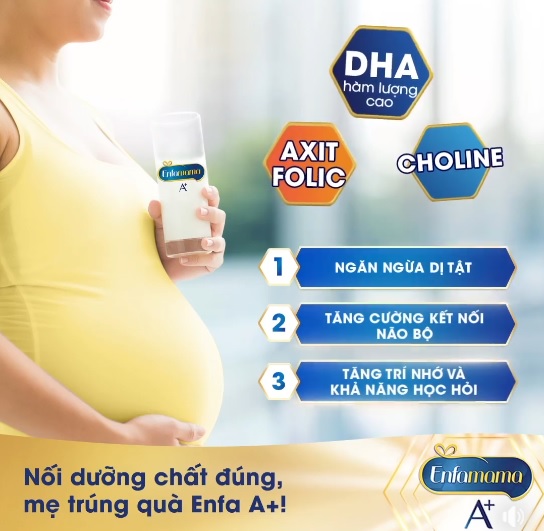 DHA
hàm lượng
cao
AXIT
FOLIC
CHOLINE
Enfamama
A+
1
NGĂN NGỪA DỊ TẬT
2
TĂNG CƯỜNG KẾT NỐI
NÃO BỘ
3
TĂNG TRÍ NHỚ VÀ
KHẢ NĂNG HỌC HỎI
Nối dưỡng chất đúng,
mẹ trúng quà Enfa A+!
Enfamama
A+